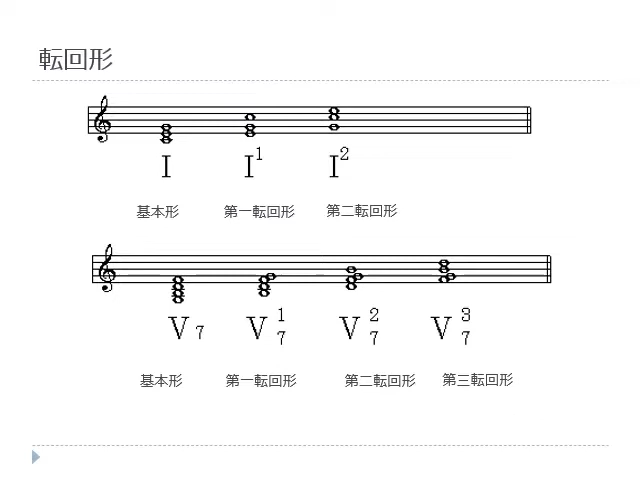 転回形
I I1 I2
基本形 第一転回形 第二転回形
V7 V17 V27 V37
基本形 第一転回形 第二転回形 第三転回形